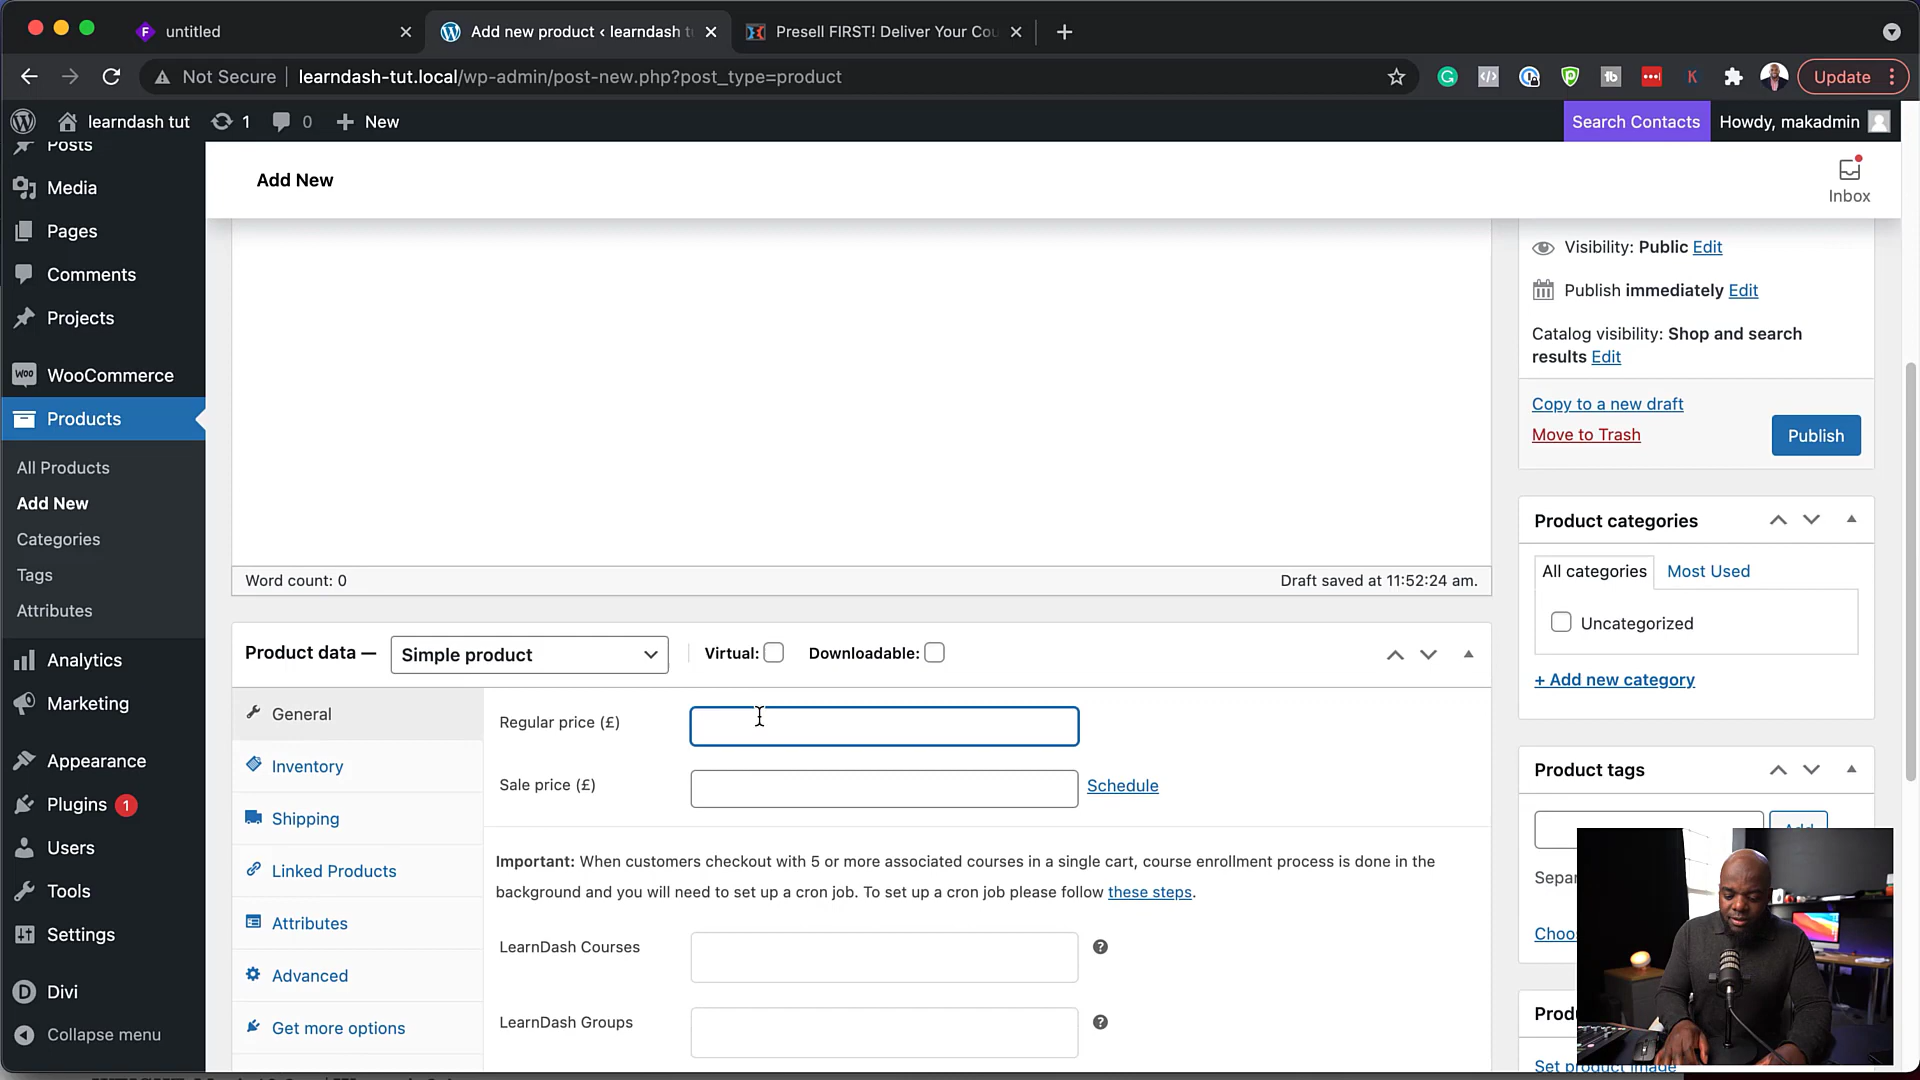 untitled
Add new product ‹ learndash t
Presell FIRST! Deliver Your Cou
Not Secure
learndash-tut.local/wp-admin/post-new.php?post_type=product
Update
learndash tut
1
0
New
Search Contacts
Howdy, makadmin
Posts
Media
Pages
Comments
Projects
WooCommerce
Products
All Products
Add New
Categories
Tags
Attributes
Analytics
Marketing
Appearance
Plugins 1
Users
Tools
Settings
Divi
Collapse menu
Add New
Inbox
Word count: 0
Draft saved at 11:52:24 am.
Product data —
Simple product
Virtual:
Downloadable:
General
Inventory
Shipping
Linked Products
Attributes
Advanced
Get more options
Regular price (£)
Sale price (£)
Schedule
Important: When customers checkout with 5 or more associated courses in a single cart, course enrollment process is done in the
background and you will need to set up a cron job. To set up a cron job please follow these steps.
LearnDash Courses
LearnDash Groups
Visibility: Public Edit
Publish immediately Edit
Catalog visibility: Shop and search
results Edit
Copy to a new draft
Move to Trash
Publish
Product categories
All categories
Most Used
Uncategorized
+ Add new category
Product tags
Add
Separ
Choo
Produ
Set product image